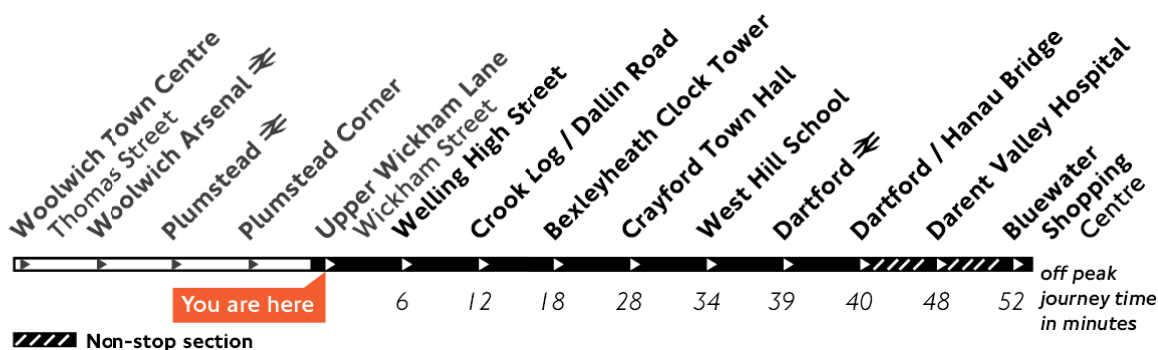 Woolwich Town Centre
Thomas Street
Woolwich Arsenal
Plumstead
Plumstead Corner
Upper Wickham Lane
Wickham Street
Welling High Street
Crook Log / Dallin Road
Bexleyheath Clock Tower
Crayford Town Hall
West Hill School
Dartford
Dartford / Hanau Bridge
Darent Valley Hospital
Bluewater
Shopping
Centre
You are here
6 12 18 28 34 39 40 48 52
off peak
journey time
in minutes
Non-stop section